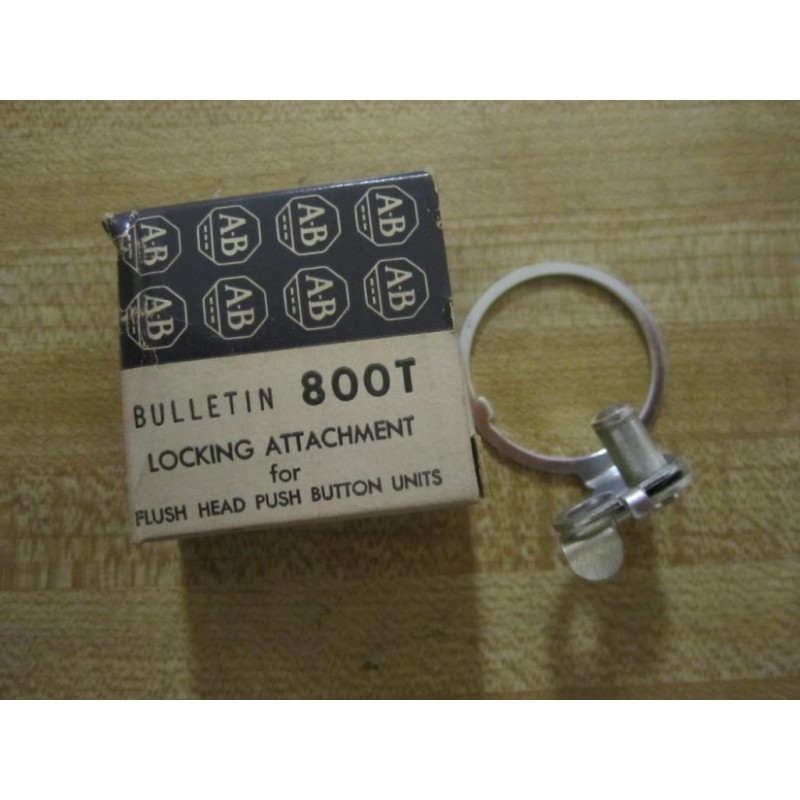 A-B A-B A-B A-B
A-B A-B A-B A-B
BULLETIN 800T
LOCKING ATTACHMENT
for
FLUSH HEAD PUSH BUTTON UNITS